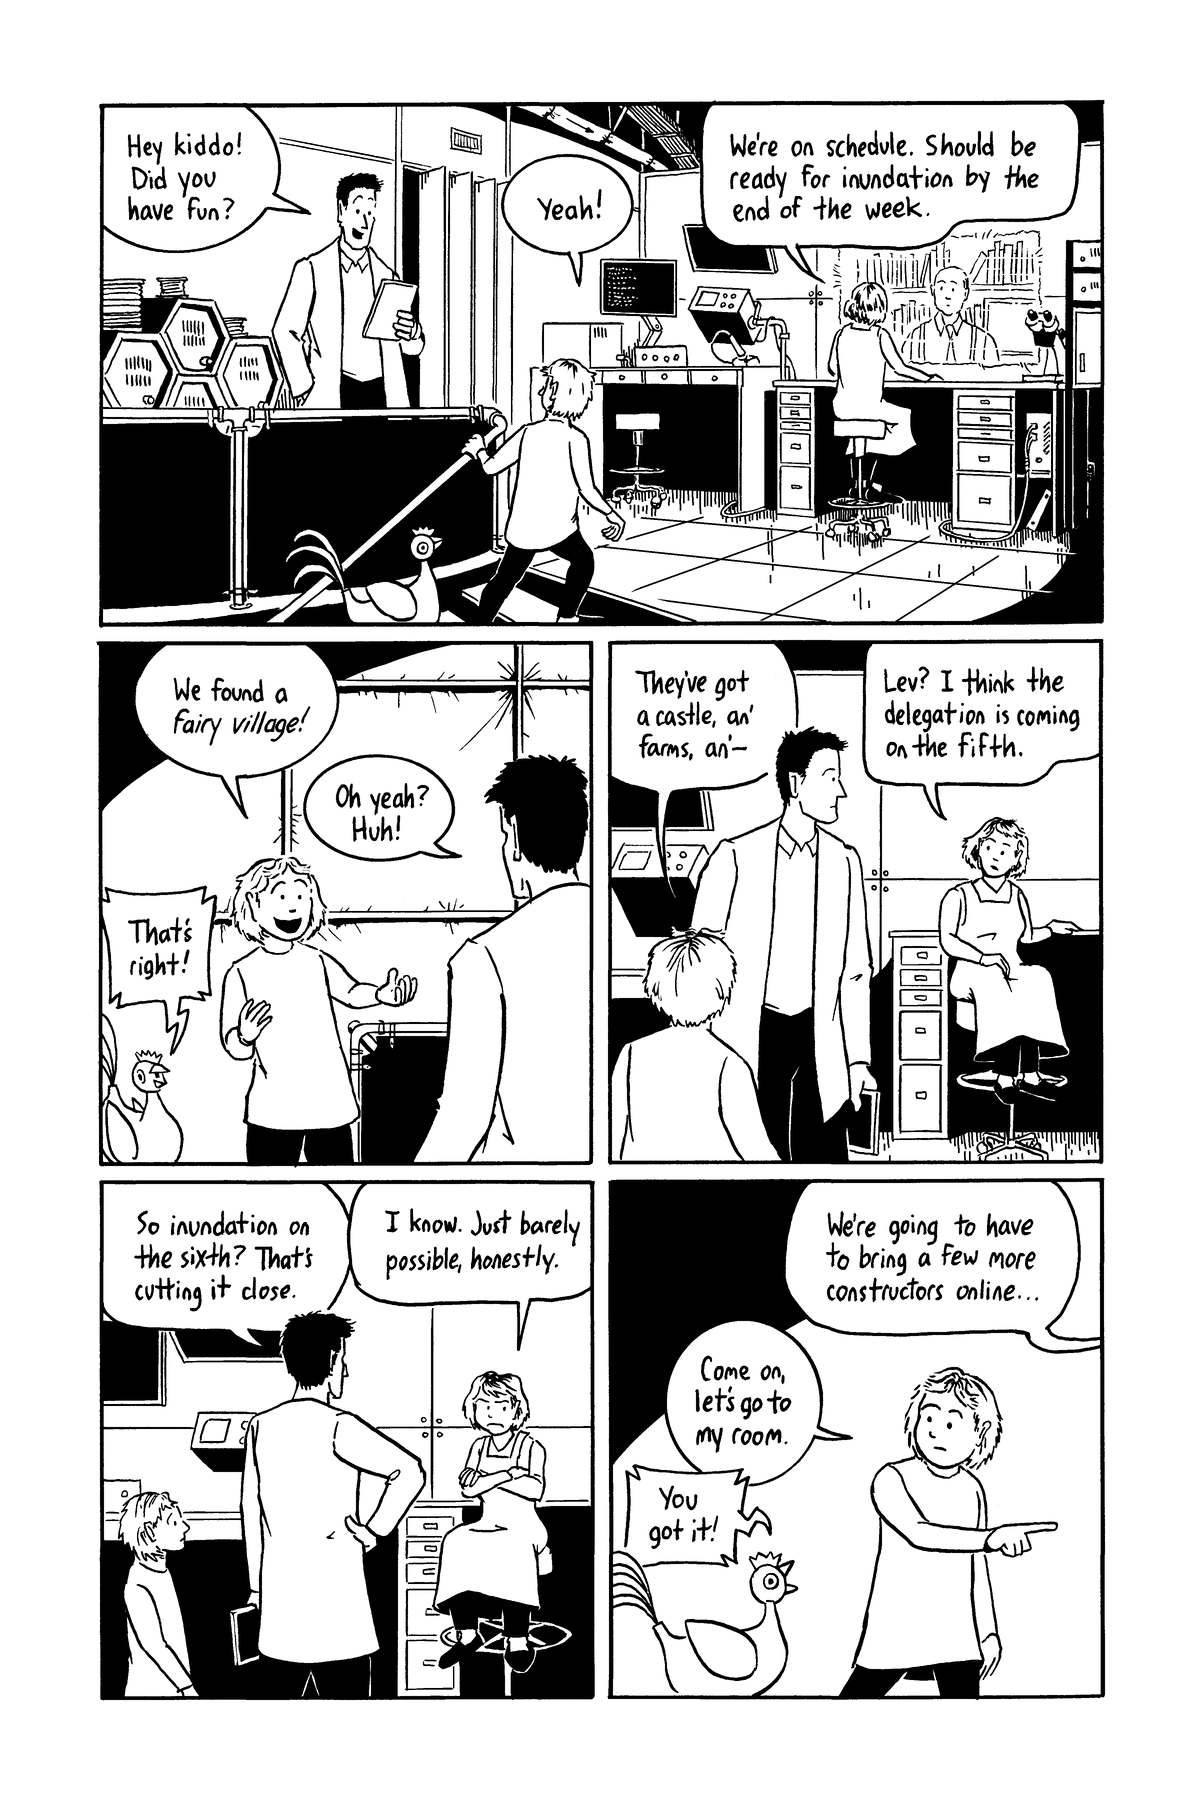 Hey kiddo!
Did you
have fun?
Yeah!
We're on schedule. Should be
ready for inundation by the
end of the week.
We found a
fairy village!
Oh yeah?
Huh!
That's
right!
They've got
a castle, an'
farms, an'—
Lev? I think the
delegation is coming
on the fifth.
So inundation on
the sixth? That's
cutting it close.
I know. Just barely
possible, honestly.
We're going to have
to bring a few more
constructors online...
Come on,
let's go to
my room.
You
got it!